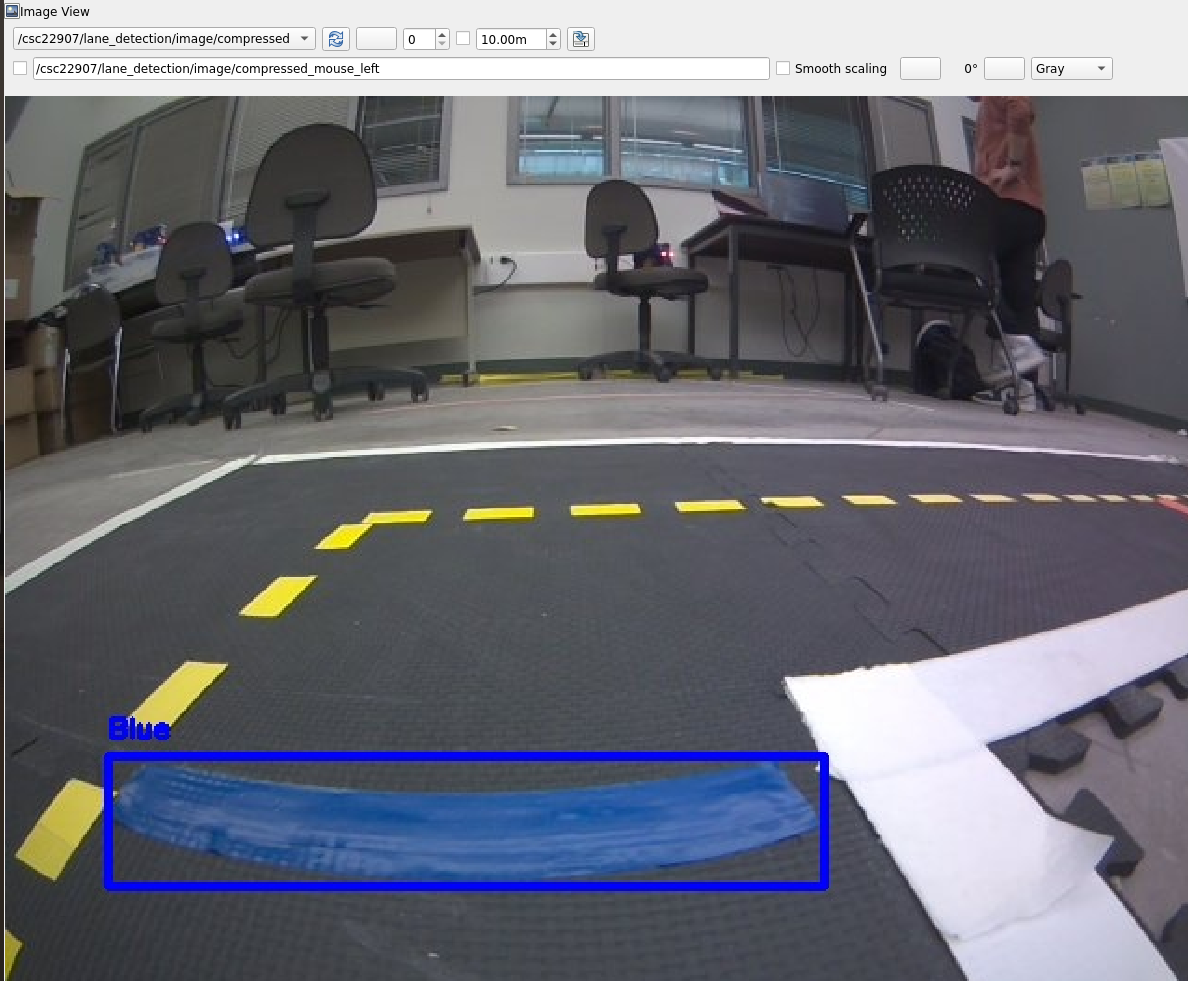 Image View
/csc22907/lane_detection/image/compressed
0
10.00m
/csc22907/lane_detection/image/compressed_mouse_left
Smooth scaling
0°
Gray
Blue